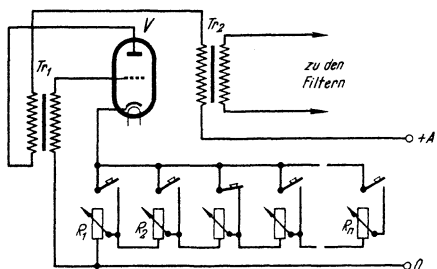 V
Tr2
Tr1
zu den
Filtern
+A
R1
R2
Rn
0